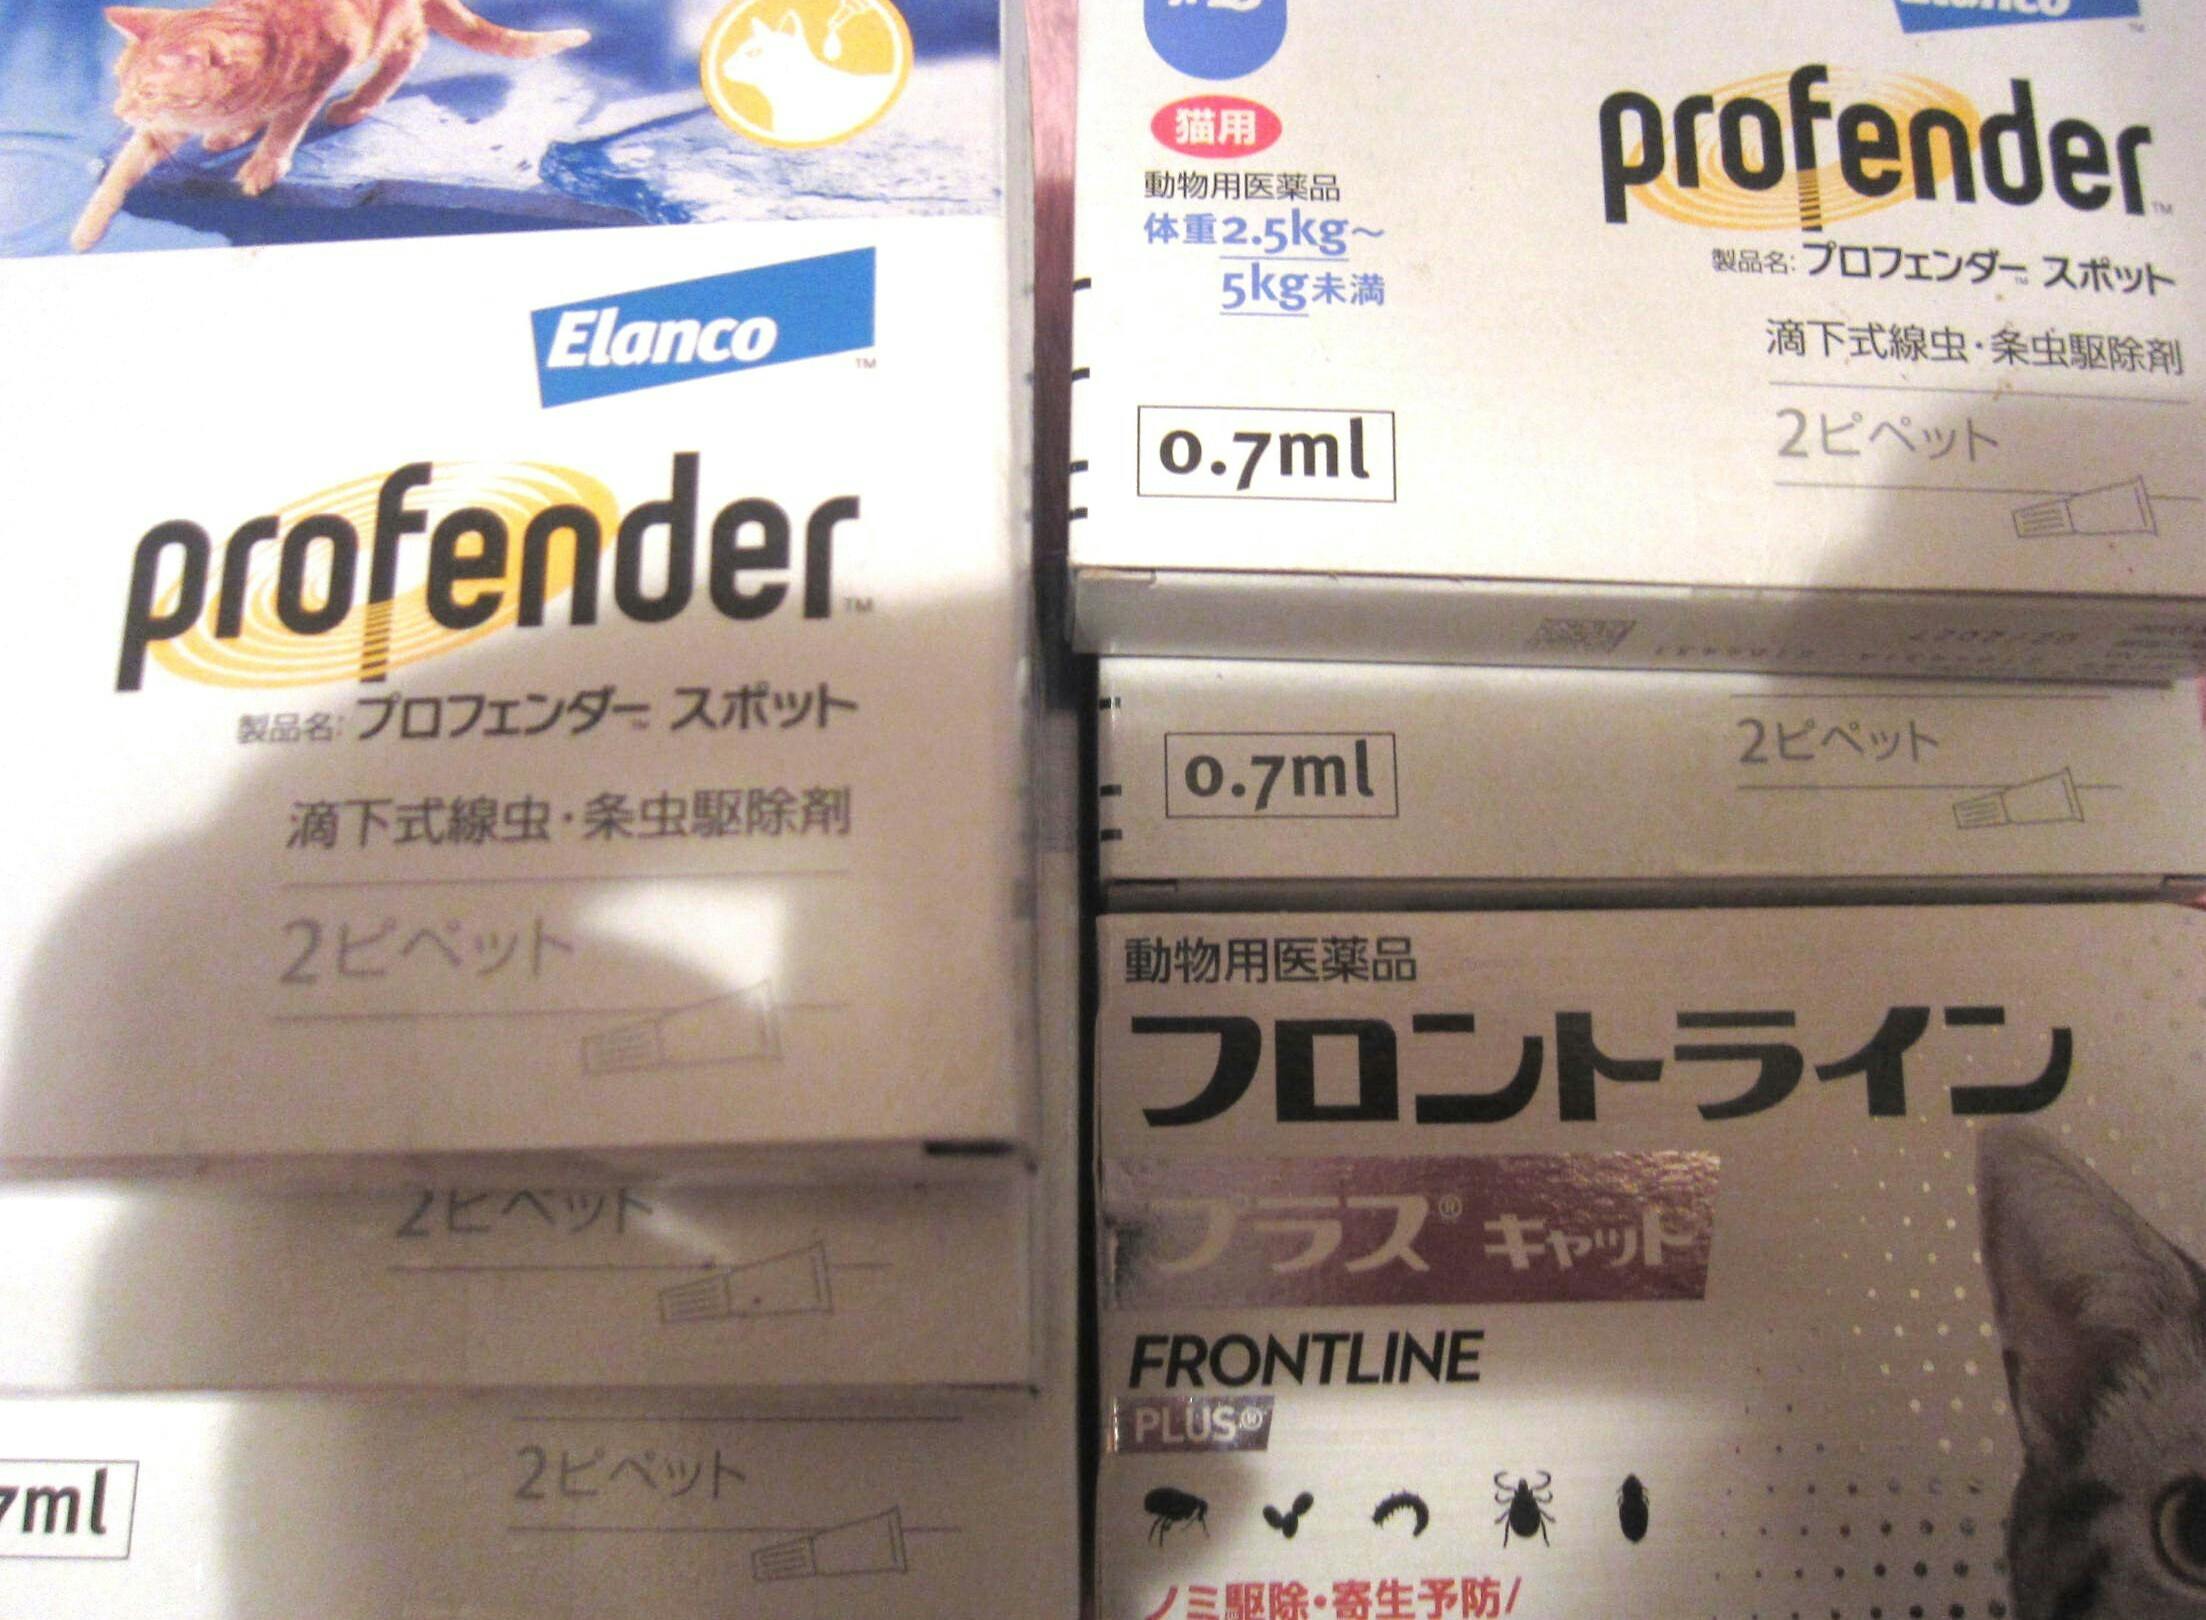 Elanco
profender
製品名: プロフェンダー スポット
滴下式線虫・条虫駆除剤
2ピペット
2ピペット
7ml
2ピペット
Elanco
猫用
動物用医薬品
体重2.5kg～
5kg未満
profender
製品名: プロフェンダー スポット
滴下式線虫・条虫駆除剤
2ピペット
0.7ml
02/2027
0.7ml
2ピペット
動物用医薬品
フロントライン
プラス® キャット
FRONTLINE
PLUS®
ノミ駆除・寄生予防/